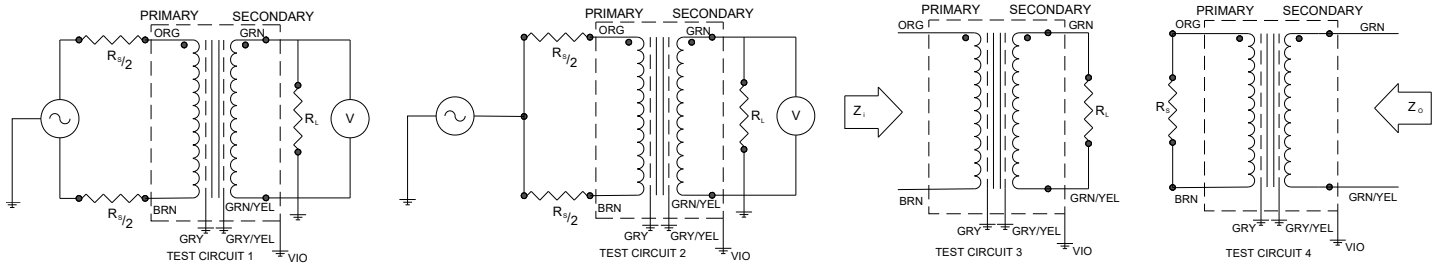 PRIMARY SECONDARY
ORG GRN
Rs/2
RL
V
Rs/2
BRN GRN/YEL
GRY GRY/YEL
VIO
TEST CIRCUIT 1
PRIMARY SECONDARY
ORG GRN
Rs/2
RL
V
Rs/2
BRN GRN/YEL
GRY GRY/YEL
VIO
TEST CIRCUIT 2
PRIMARY SECONDARY
ORG GRN
Zi
RL
BRN GRN/YEL
GRY GRY/YEL
VIO
TEST CIRCUIT 3
PRIMARY SECONDARY
ORG GRN
Rs
Zo
BRN GRN/YEL
GRY GRY/YEL
VIO
TEST CIRCUIT 4